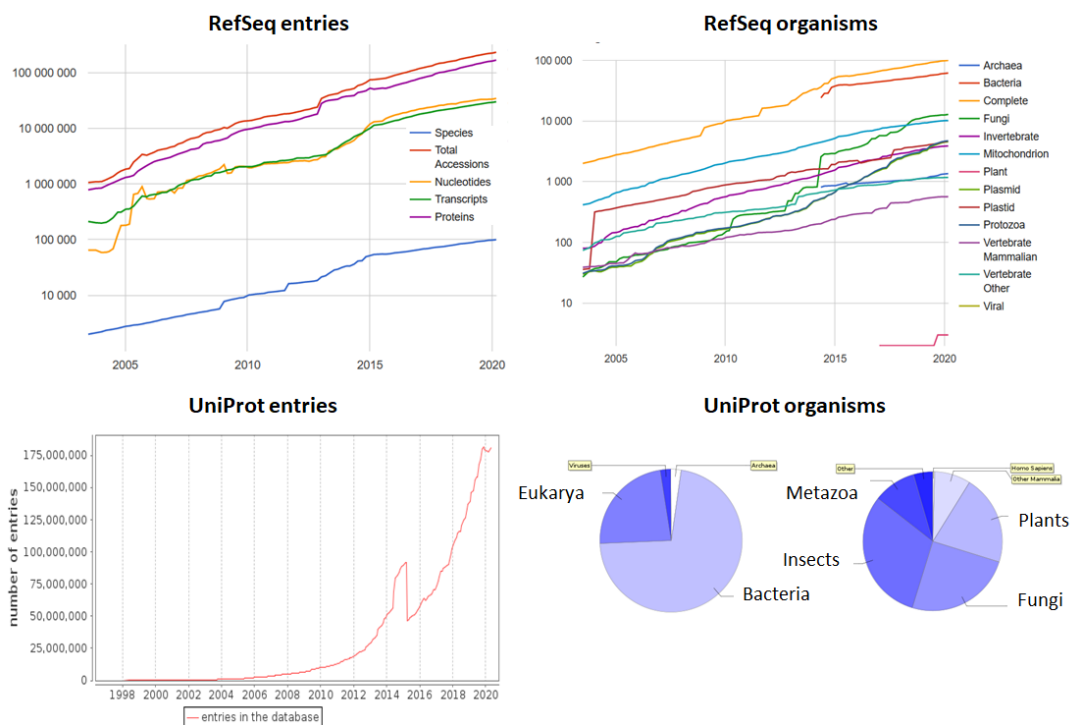 RefSeq entries
100 000 000
10 000 000
1 000 000
100 000
10 000
2005
2010
2015
2020
Species
Total
Accessions
Nucleotides
Transcripts
Proteins
RefSeq organisms
100 000
10 000
1 000
100
10
2005
2010
2015
2020
Archaea
Bacteria
Complete
Fungi
Invertebrate
Mitochondrion
Plant
Plasmid
Plastid
Protozoa
Vertebrate
Mammalian
Vertebrate
Other
Viral
UniProt entries
number of entries
175,000,000
150,000,000
125,000,000
100,000,000
75,000,000
50,000,000
25,000,000
0
1998 2000 2002 2004 2006 2008 2010 2012 2014 2016 2018 2020
entries in the database
UniProt organisms
Viruses
Archaea
Eukarya
Bacteria
Other
Homo Sapiens
Other Mammalia
Metazoa
Plants
Insects
Fungi